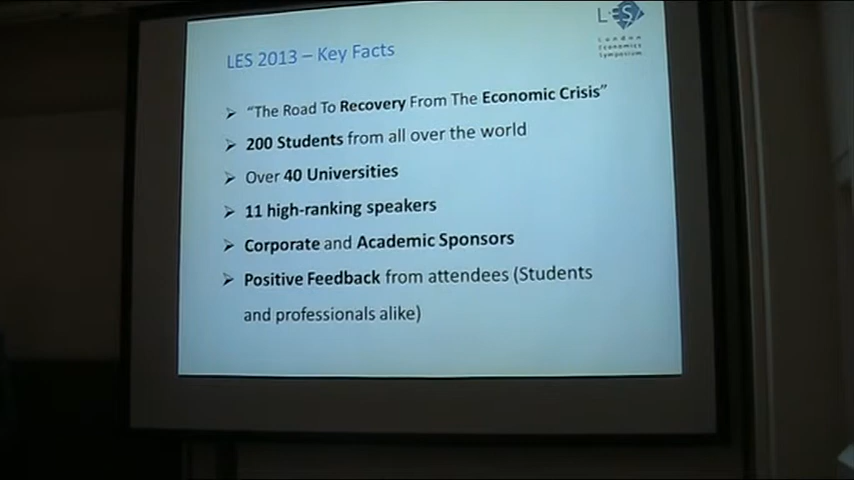 LES
London
Economics
Symposium
LES 2013 – Key Facts
➢ “The Road To Recovery From The Economic Crisis”
➢ 200 Students from all over the world
➢ Over 40 Universities
➢ 11 high-ranking speakers
➢ Corporate and Academic Sponsors
➢ Positive Feedback from attendees (Students
and professionals alike)